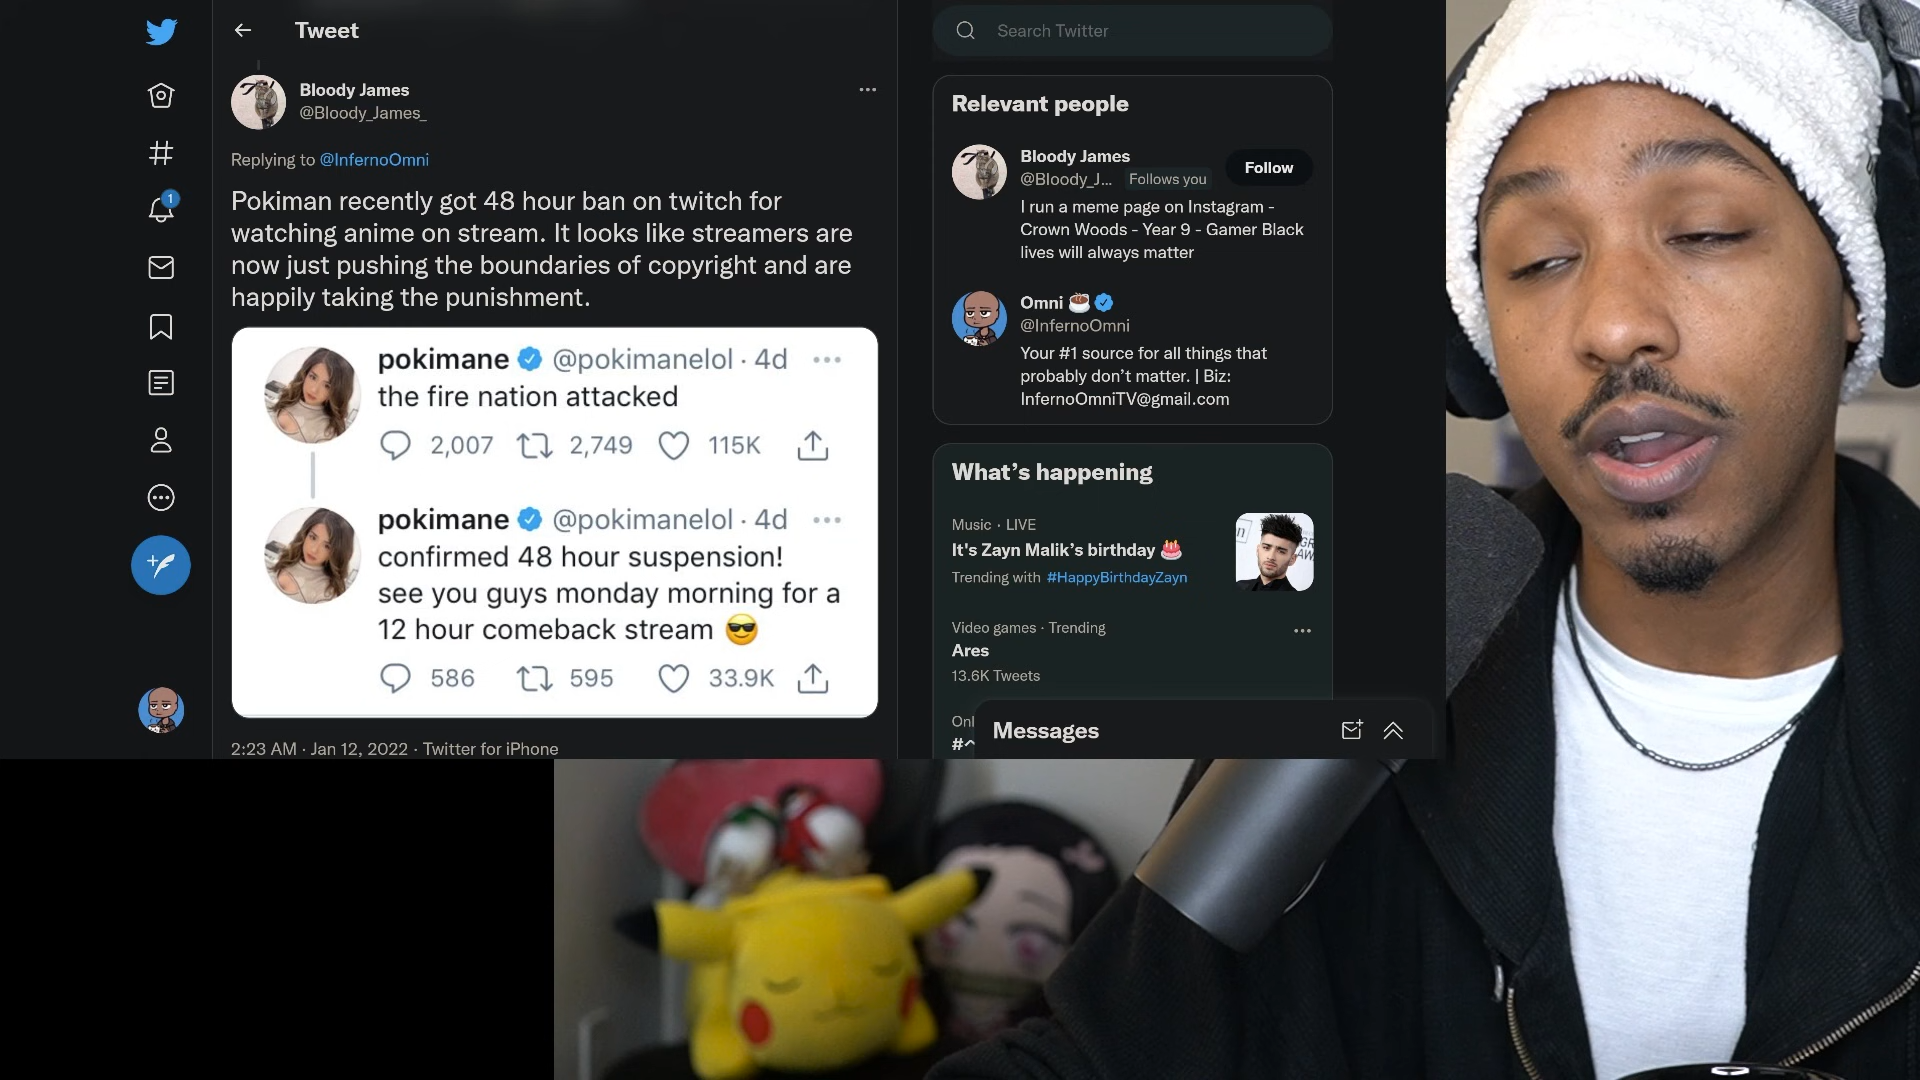 Tweet
Bloody James
@Bloody_James_
Replying to @InfernoOmni
Pokiman recently got 48 hour ban on twitch for
watching anime on stream. It looks like streamers are
now just pushing the boundaries of copyright and are
happily taking the punishment.
pokimane @pokimanelol · 4d
the fire nation attacked
2,007 2,749 115K
pokimane @pokimanelol · 4d
confirmed 48 hour suspension!
see you guys monday morning for a
12 hour comeback stream 😎
586 595 33.9K
2:23 AM · Jan 12, 2022 · Twitter for iPhone
1
Search Twitter
Relevant people
Bloody James
@Bloody_J... Follows you
Follow
I run a meme page on Instagram -
Crown Woods - Year 9 - Gamer Black
lives will always matter
Omni ☕
@InfernoOmni
Your #1 source for all things that
probably don’t matter. | Biz:
InfernoOmniTV@gmail.com
What’s happening
Music · LIVE
It's Zayn Malik’s birthday 🎂
Trending with #HappyBirthdayZayn
Video games · Trending
Ares
13.6K Tweets
Messages